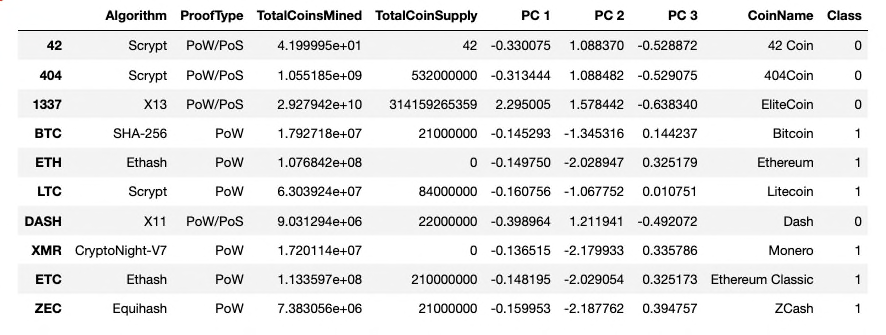 Algorithm ProofType TotalCoinsMined TotalCoinSupply PC 1 PC 2 PC 3 CoinName Class
42 Scrypt PoW/PoS 4.199995e+01 42 -0.330075 1.088370 -0.528872 42 Coin 0
404 Scrypt PoW/PoS 1.055185e+09 532000000 -0.313444 1.088482 -0.529075 404Coin 0
1337 X13 PoW/PoS 2.927942e+10 314159265359 2.295005 1.578442 -0.638340 EliteCoin 0
BTC SHA-256 PoW 1.792718e+07 21000000 -0.145293 -1.345316 0.144237 Bitcoin 1
ETH Ethash PoW 1.076842e+08 0 -0.149750 -2.028947 0.325179 Ethereum 1
LTC Scrypt PoW 6.303924e+07 84000000 -0.160756 -1.067752 0.010751 Litecoin 1
DASH X11 PoW/PoS 9.031294e+06 22000000 -0.398964 1.211941 -0.492072 Dash 0
XMR CryptoNight-V7 PoW 1.720114e+07 0 -0.136515 -2.179933 0.335786 Monero 1
ETC Ethash PoW 1.133597e+08 210000000 -0.148195 -2.029054 0.325173 Ethereum Classic 1
ZEC Equihash PoW 7.383056e+06 21000000 -0.159953 -2.187762 0.394757 ZCash 1